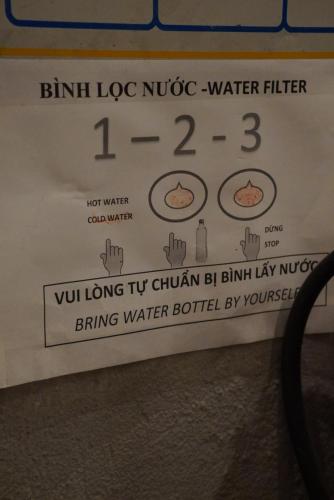 BÌNH LỌC NƯỚC -WATER FILTER
1 – 2 - 3
HOT WATER
COLD WATER
DỪNG
STOP
VUI LÒNG TỰ CHUẨN BỊ BÌNH LẤY NƯỚC
BRING WATER BOTTEL BY YOURSELF